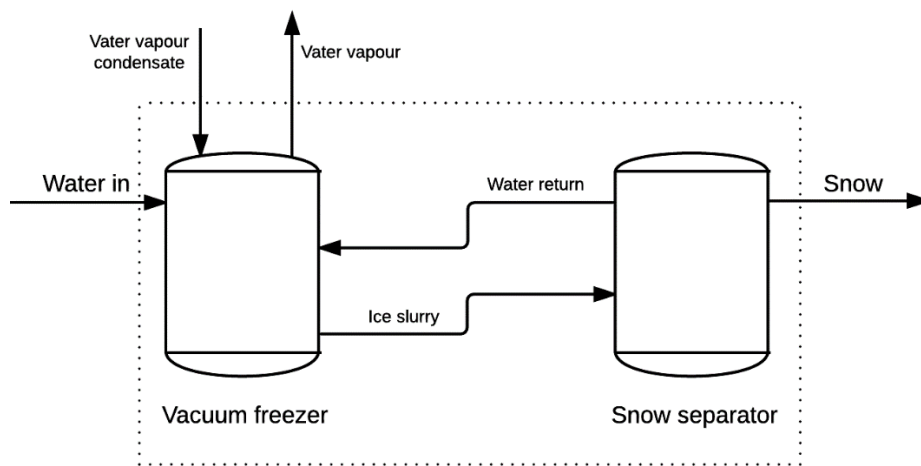 Vater vapour
condensate
Vater vapour
Water in
Water return
Snow
Ice slurry
Vacuum freezer
Snow separator